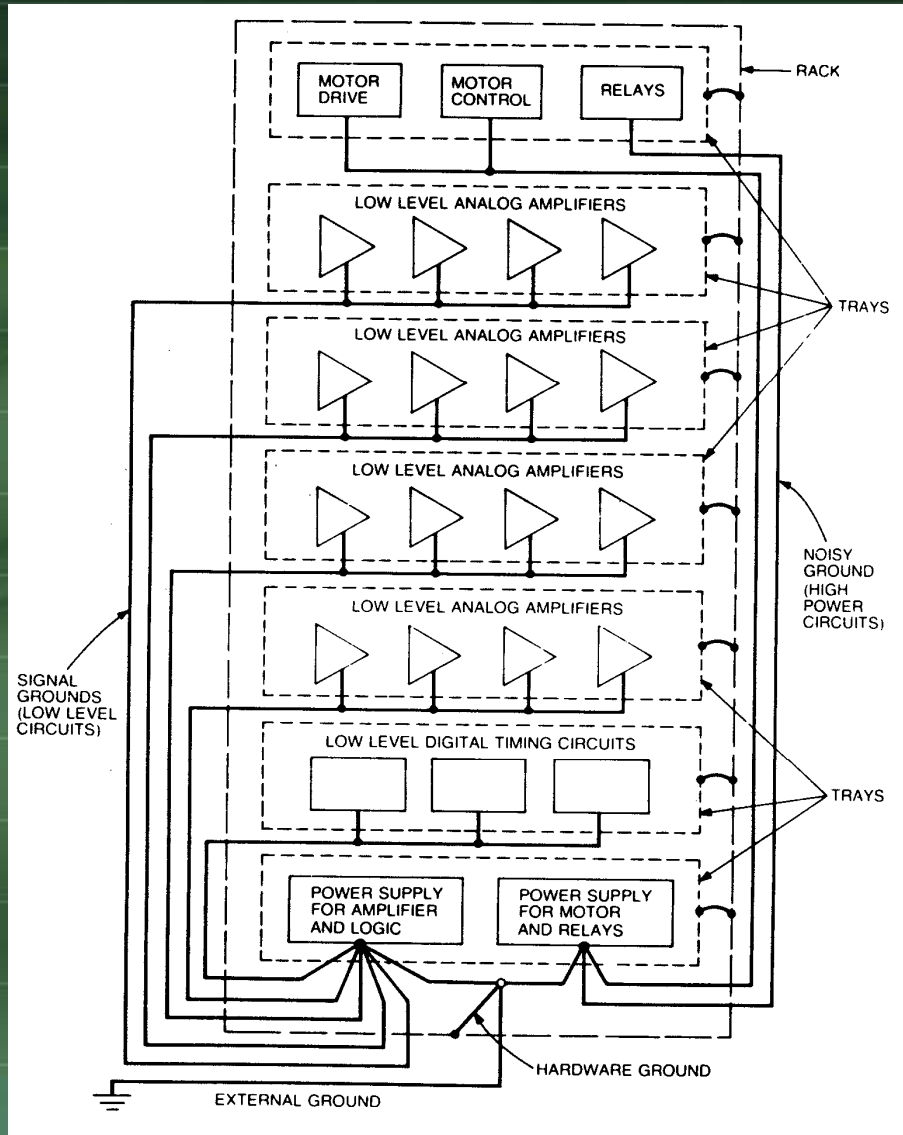 MOTOR
DRIVE
MOTOR
CONTROL
RELAYS
RACK
LOW LEVEL ANALOG AMPLIFIERS
TRAYS
LOW LEVEL ANALOG AMPLIFIERS
LOW LEVEL ANALOG AMPLIFIERS
NOISY
GROUND
(HIGH
POWER
CIRCUITS)
LOW LEVEL ANALOG AMPLIFIERS
SIGNAL
GROUNDS
(LOW LEVEL
CIRCUITS)
LOW LEVEL DIGITAL TIMING CIRCUITS
TRAYS
POWER SUPPLY
FOR AMPLIFIER
AND LOGIC
POWER SUPPLY
FOR MOTOR
AND RELAYS
HARDWARE GROUND
EXTERNAL GROUND